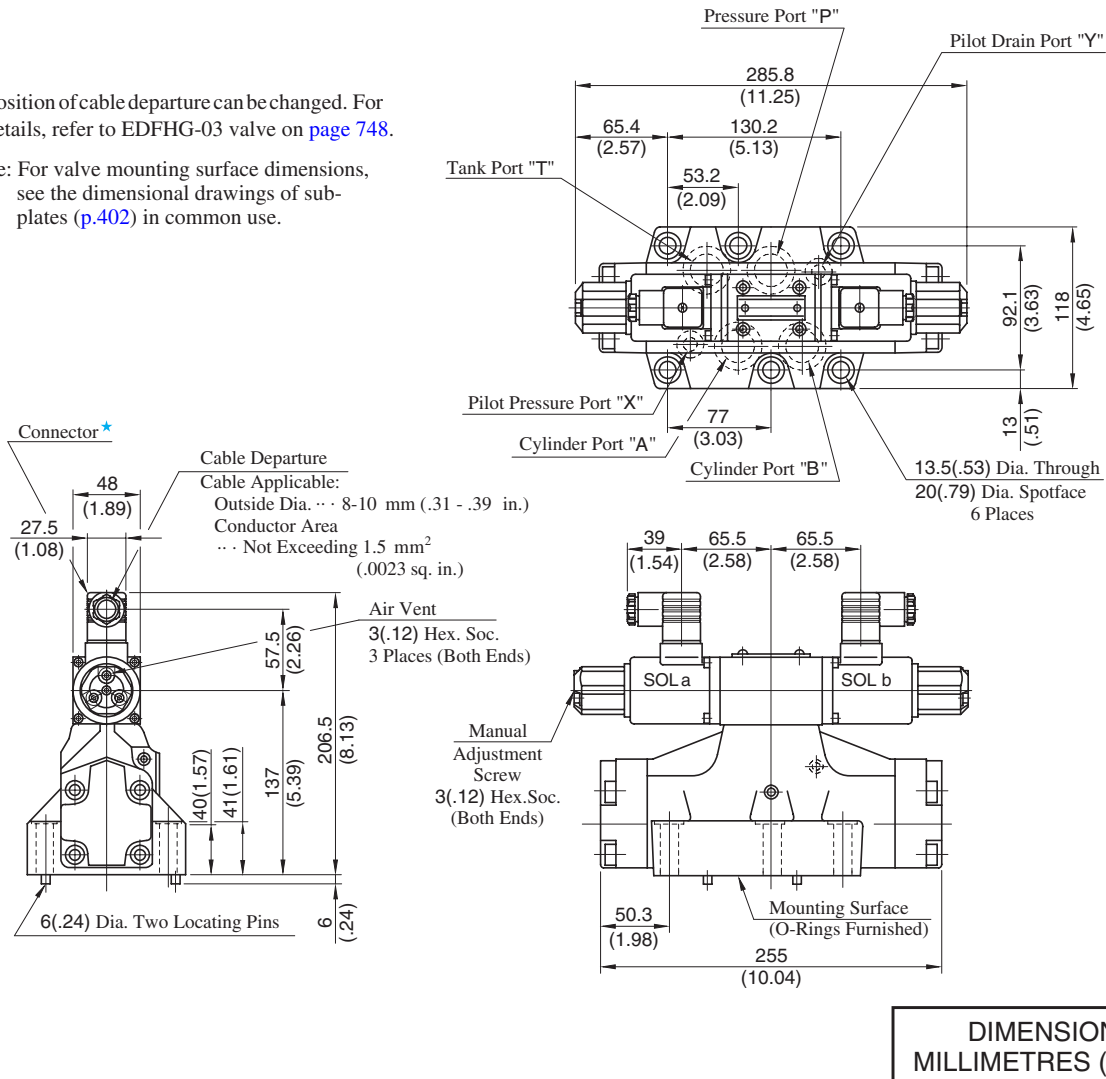 Pressure Port "P"
Pilot Drain Port "Y"
285.8
(11.25)
osition of cable departure can be changed. For
etails, refer to EDFHG-03 valve on page 748.
65.4
(2.57)
130.2
(5.13)
Tank Port "T"
53.2
(2.09)
e: For valve mounting surface dimensions,
see the dimensional drawings of sub-
plates (p.402) in common use.
92.1
(3.63)
118
(4.65)
Pilot Pressure Port "X"
77
(3.03)
13
(.51)
Cylinder Port "A"
Cylinder Port "B"
13.5(.53) Dia. Through
20(.79) Dia. Spotface
6 Places
Connector★
Cable Departure
48
(1.89)
Cable Applicable:
Outside Dia. ·· · 8-10 mm (.31 - .39 in.)
Conductor Area
·· · Not Exceeding 1.5 mm²
(.0023 sq. in.)
27.5
(1.08)
Air Vent
3(.12) Hex. Soc.
3 Places (Both Ends)
57.5
(2.26)
206.5
(8.13)
137
(5.39)
40(1.57)
41(1.61)
6(.24) Dia. Two Locating Pins
6
(.24)
39
(1.54)
65.5
(2.58)
65.5
(2.58)
SOL a
SOL b
Manual
Adjustment
Screw
3(.12) Hex.Soc.
(Both Ends)
50.3
(1.98)
Mounting Surface
(O-Rings Furnished)
255
(10.04)
DIMENSION
MILLIMETRES (